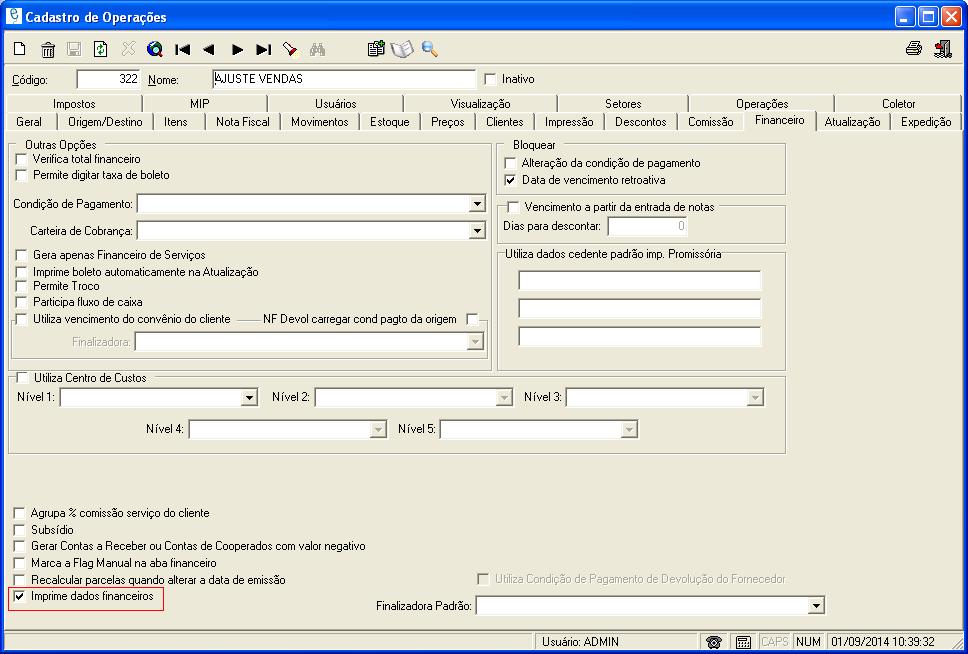 Cadastro de Operações
Código: 322 Nome: AJUSTE VENDAS Inativo
Impostos MIP Usuários Visualização Setores Operações Coletor
Geral Origem/Destino Itens Nota Fiscal Movimentos Estoque Preços Clientes Impressão Descontos Comissão Financeiro Atualização Expedição
Outras Opções
Verifica total financeiro
Permite digitar taxa de boleto
Condição de Pagamento:
Carteira de Cobrança:
Gera apenas Financeiro de Serviços
Imprime boleto automaticamente na Atualização
Permite Troco
Participa fluxo de caixa
Utiliza vencimento do convênio do cliente NF Devol carregar cond pagto da origem
Finalizadora:
Bloquear
Alteração da condição de pagamento
Data de vencimento retroativa
Vencimento a partir da entrada de notas
Dias para descontar: 0
Utiliza dados cedente padrão imp. Promissória
Utiliza Centro de Custos
Nível 1: Nível 2: Nível 3:
Nível 4: Nível 5:
Agrupa % comissão serviço do cliente
Subsídio
Gerar Contas a Receber ou Contas de Cooperados com valor negativo
Marca a Flag Manual na aba financeiro
Recalcular parcelas quando alterar a data de emissão
Imprime dados financeiros
Utiliza Condição de Pagamento de Devolução do Fornecedor
Finalizadora Padrão:
Usuário: ADMIN CAPS NUM 01/09/2014 10:39:32